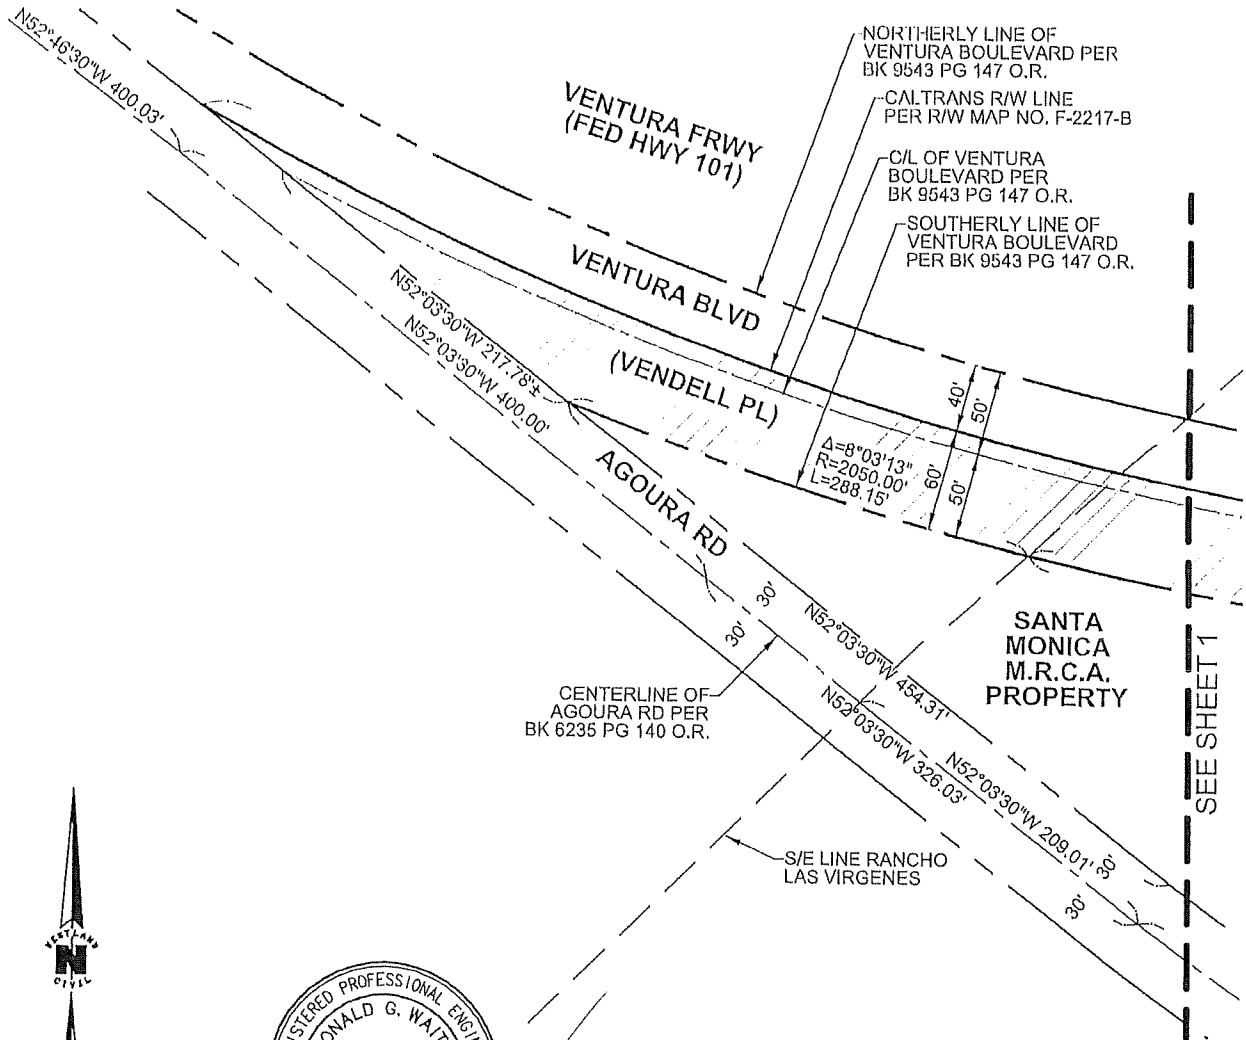 N52°46'30"W 400.03'
NORTHERLY LINE OF
VENTURA BOULEVARD PER
BK 9543 PG 147 O.R.
CALTRANS R/W LINE
PER R/W MAP NO. F-2217-B
C/L OF VENTURA
BOULEVARD PER
BK 9543 PG 147 O.R.
SOUTHERLY LINE OF
VENTURA BOULEVARD
PER BK 9543 PG 147 O.R.
VENTURA FRWY
(FED HWY 101)
VENTURA BLVD
(VENDELL PL)
N52°03'30"W 217.78'±
N52°03'30"W 400.00'
40'
50'
60'
50'
Δ=8°03'13"
R=2050.00'
L=288.15'
AGOURA RD
30'
30'
N52°03'30"W 454.31'
SANTA
MONICA
M.R.C.A.
PROPERTY
SEE SHEET 1
CENTERLINE OF
AGOURA RD PER
BK 6235 PG 140 O.R.
N52°03'30"W 326.03'
N52°03'30"W 209.01'
30'
30'
S/E LINE RANCHO
LAS VIRGENES
N
CIVIL
PROFESSIONAL